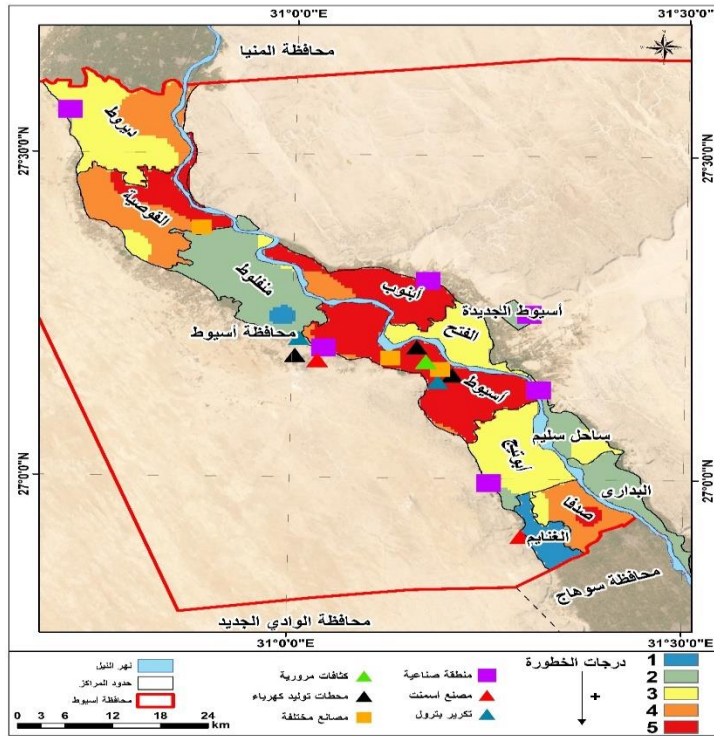 31°0'0"E 31°30'0"E
محافظة المنيا
ديروط
27°30'0"N 27°30'0"N
القوصية
منفلوط
أبنوب
أسيوط الجديدة
الفتح
محافظة أسيوط
أسيوط
ساحل سليم
أبوتيج
27°0'0"N 27°0'0"N
البدارى
صدفا
الغنايم
محافظة سوهاج
محافظة الوادي الجديد
31°0'0"E 31°30'0"E
درجات الخطورة
+
1
2
3
4
5
منطقة صناعية
مصنع أسمنت
تكرير بترول
كثافات مرورية
محطات توليد كهرباء
مصانع مختلفة
نهر النيل
حدود المراكز
محافظة اسيوط
0 3 6 12 18 24
km